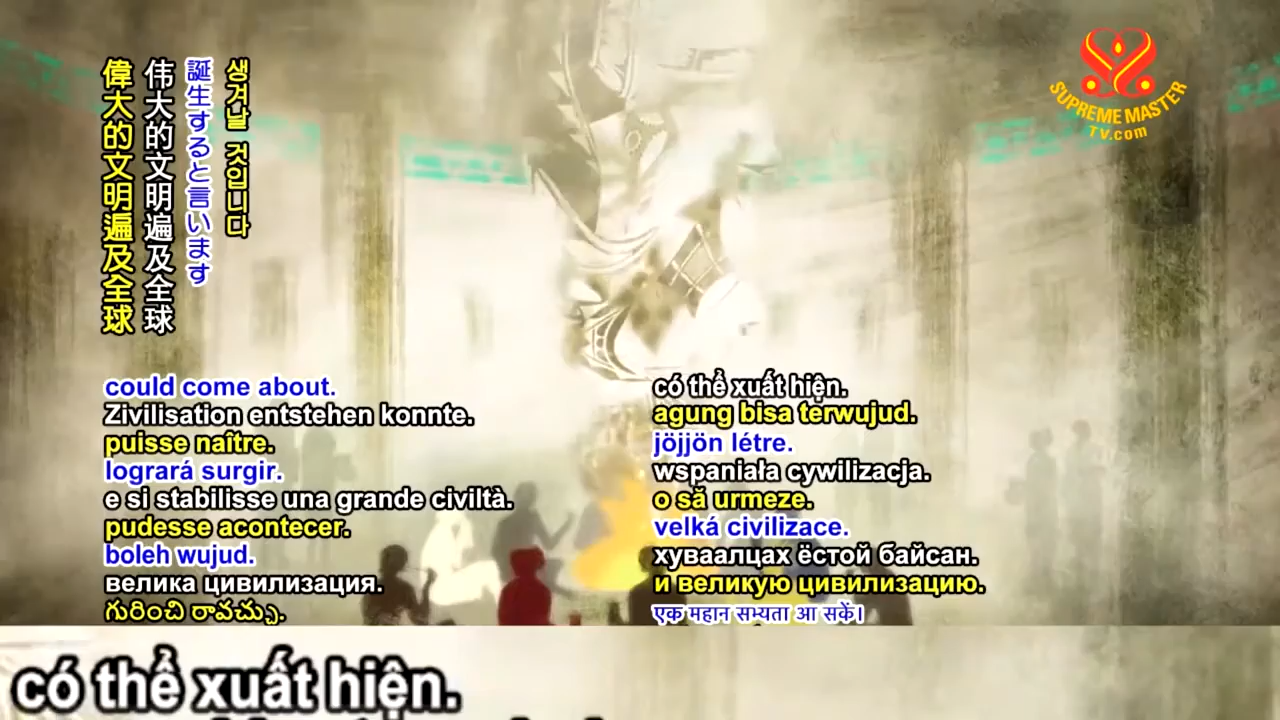 偉大的文明遍及全球
伟大的文明遍及全球
誕生すると言います
생겨날 것입니다
SUPREME MASTER
TV.com
could come about.
Zivilisation entstehen konnte.
puisse naître.
logrará surgir.
e si stabilisse una grande civiltà.
pudesse acontecer.
boleh wujud.
велика цивилизация.
గురించి రావచ్చు.
có thể xuất hiện.
agung bisa terwujud.
jöjjön létre.
wspaniała cywilizacja.
o să urmeze.
velká civilizace.
хуваалцах ёстой байсан.
и великую цивилизацию.
एक महान सभ्यता आ सकें।
có thể xuất hiện.